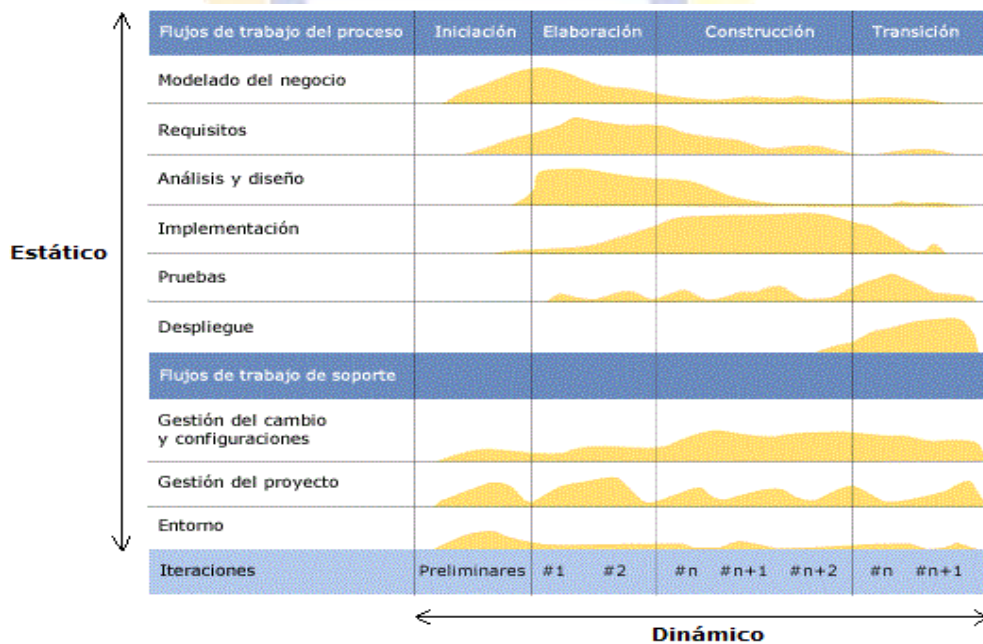 Flujos de trabajo del proceso Iniciación Elaboración Construcción Transición
Modelado del negocio
Requisitos
Análisis y diseño
Implementación
Estático
Pruebas
Despliegue
Flujos de trabajo de soporte
Gestión del cambio
y configuraciones
Gestión del proyecto
Entorno
Iteraciones Preliminares #1 #2 #n #n+1 #n+2 #n #n+1
Dinámico